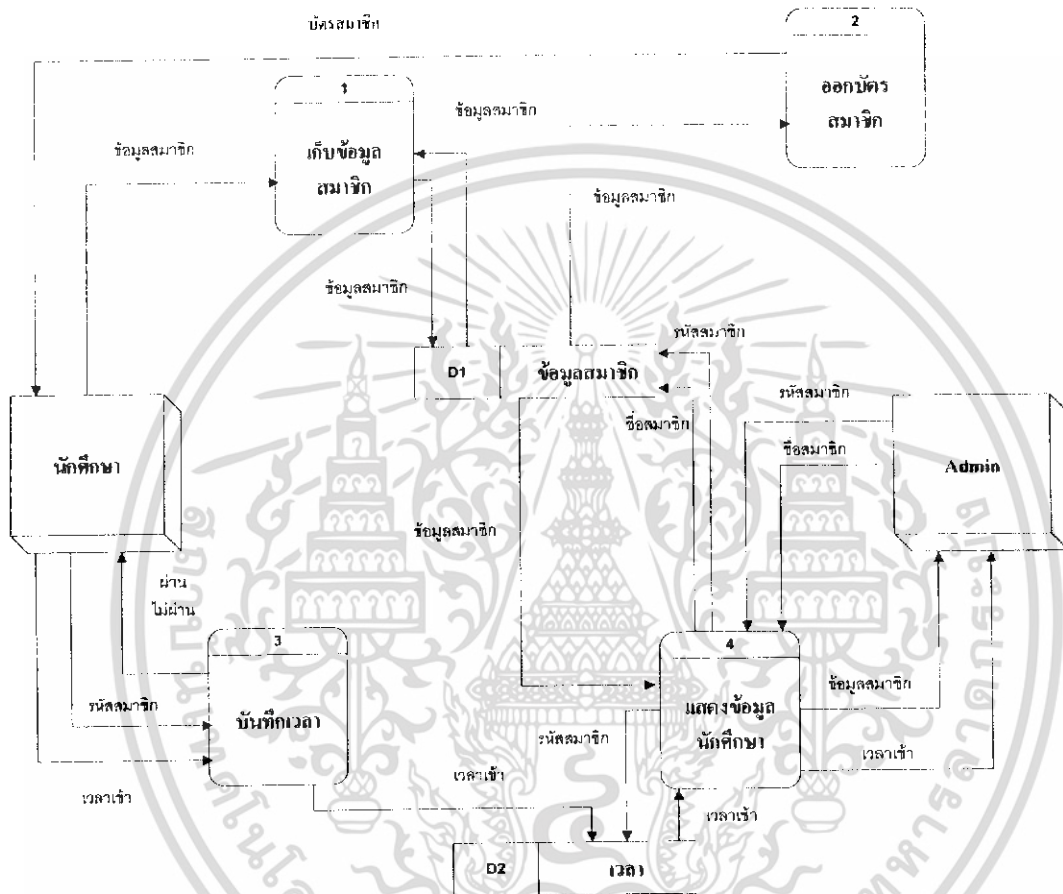 บัตรสมาชิก
2
ออกบัตร
สมาชิก
1
เก็บข้อมูล
สมาชิก
ข้อมูลสมาชิก
ข้อมูลสมาชิก
ข้อมูลสมาชิก
ข้อมูลสมาชิก
D1
ข้อมูลสมาชิก
รหัสสมาชิก
ชื่อสมาชิก
รหัสสมาชิก
ชื่อสมาชิก
นักศึกษา
Admin
ข้อมูลสมาชิก
ผ่าน
ไม่ผ่าน
3
บันทึกเวลา
4
แสดงข้อมูล
นักศึกษา
รหัสสมาชิก
เวลาเข้า
รหัสสมาชิก
เวลาเข้า
ข้อมูลสมาชิก
เวลาเข้า
เวลาเข้า
D2
เวลา